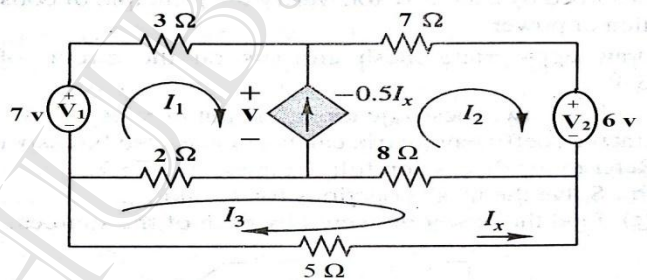 3 Ω 7 Ω
7 v + V₁ − I₁ + v − −0.5Iₓ I₂ + V₂ − 6 v
2 Ω 8 Ω
I₃ Iₓ
5 Ω